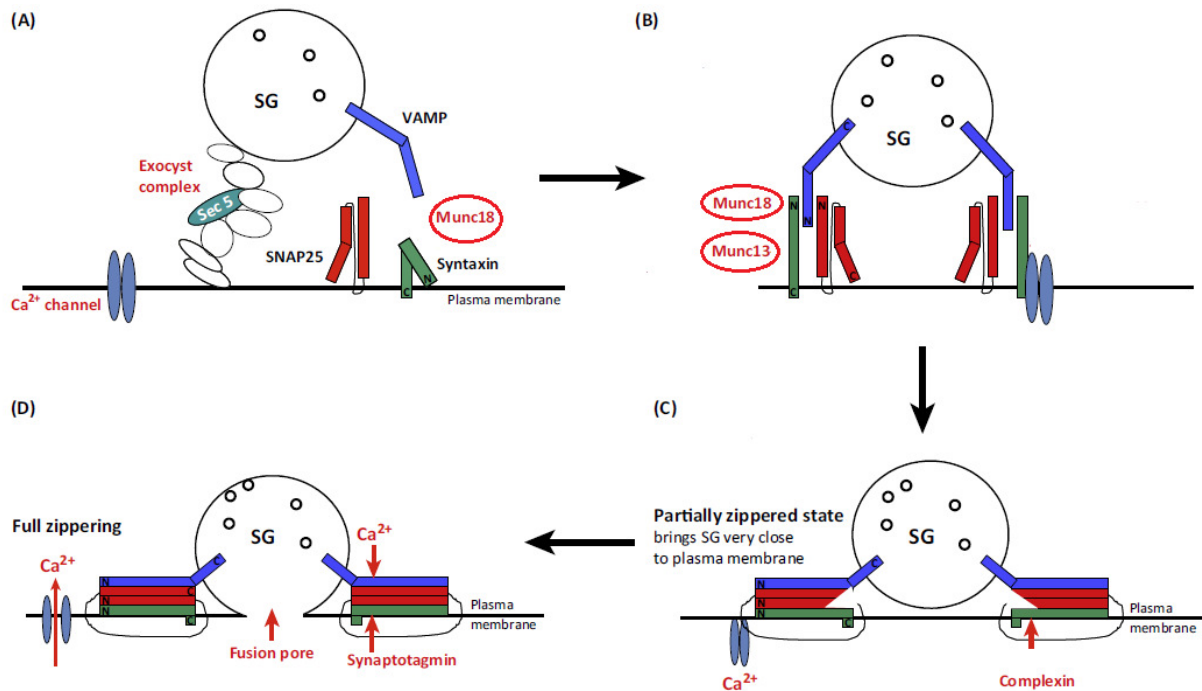 (A)
SG
VAMP
Exocyst
complex
Sec 5
Munc18
SNAP25
Syntaxin
N
C
Ca2+ channel
Plasma membrane
(B)
SG
C
Munc18
N
N
N
Munc13
C
C
(D)
Full zippering
SG
Ca2+
Ca2+
N
C
N
C
N
N
C
Plasma
membrane
Fusion pore
Synaptotagmin
(C)
Partially zippered state
brings SG very close
to plasma membrane
SG
C
N
N
N
N
C
Plasma
membrane
Ca2+
Complexin